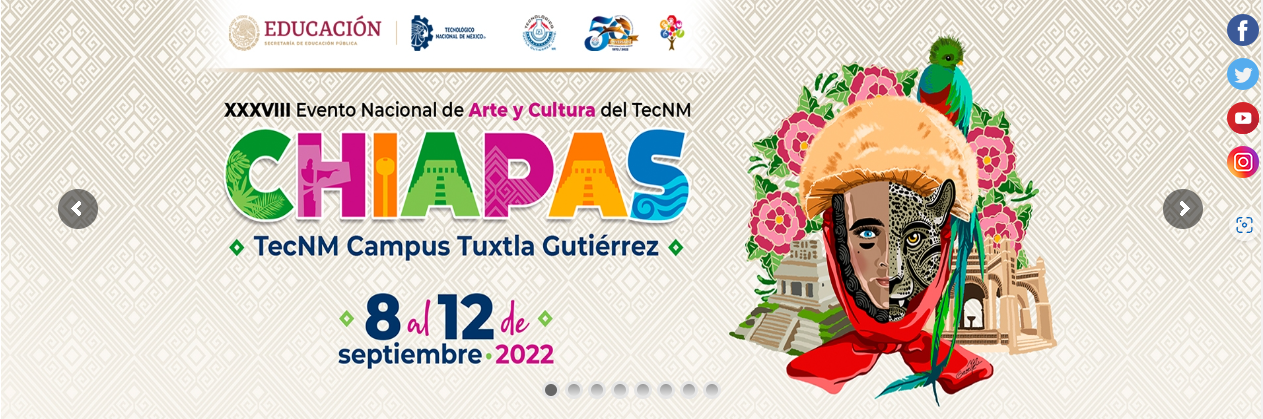 EDUCACIÓN
SECRETARÍA DE EDUCACIÓN PÚBLICA
TECNOLÓGICO
NACIONAL DE MÉXICO
XXXVIII Evento Nacional de Arte y Cultura del TecNM
CHIAPAS
TecNM Campus Tuxtla Gutiérrez
8 al 12 de
septiembre · 2022